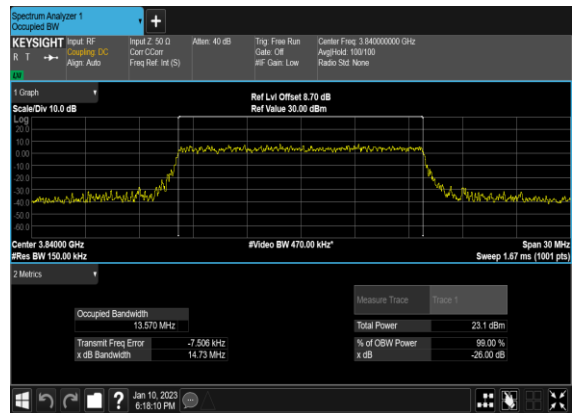 Spectrum Analyzer 1
Occupied BW
KEYSIGHT
R T
Input: RF
Coupling: DC
Align: Auto
Input Z: 50 Ω
Corr CCorr
Freq Ref: Int (S)
Atten: 40 dB
Trig: Free Run
Gate: Off
#IF Gain: Low
Center Freq: 3.840000000 GHz
Avg|Hold: 100/100
Radio Std: None
1 Graph
Scale/Div 10.0 dB
Ref Lvl Offset 8.70 dB
Ref Value 30.00 dBm
Log
20.0
10.0
0.00
-10.0
-20.0
-30.0
-40.0
-50.0
-60.0
Center 3.84000 GHz
#Res BW 150.00 kHz
#Video BW 470.00 kHz*
Span 30 MHz
Sweep 1.67 ms (1001 pts)
2 Metrics
Measure Trace
Trace 1
Occupied Bandwidth
13.570 MHz
Total Power
23.1 dBm
Transmit Freq Error
-7.506 kHz
% of OBW Power
99.00 %
x dB Bandwidth
14.73 MHz
x dB
-26.00 dB
?
Jan 10, 2023
6:18:10 PM